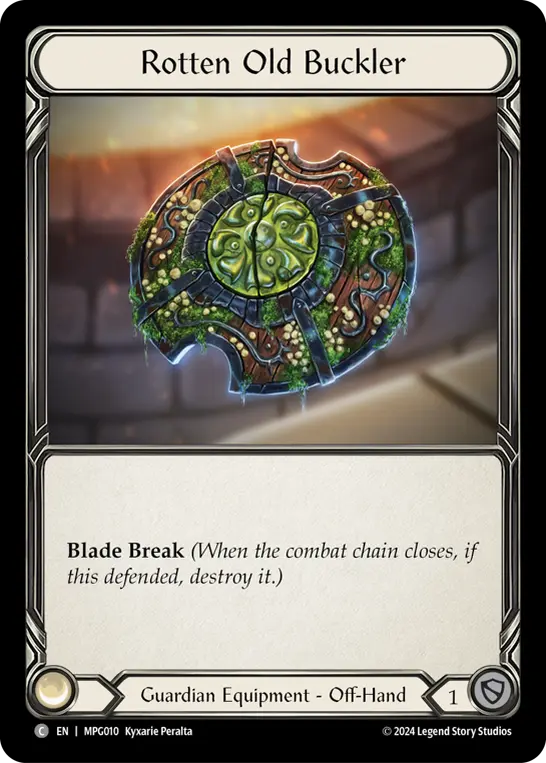 Rotten Old Buckler
Blade Break (When the combat chain closes, if
this defended, destroy it.)
Guardian Equipment - Off-Hand
1
C EN | MPG010 Kyxarie Peralta
© 2024 Legend Story Studios